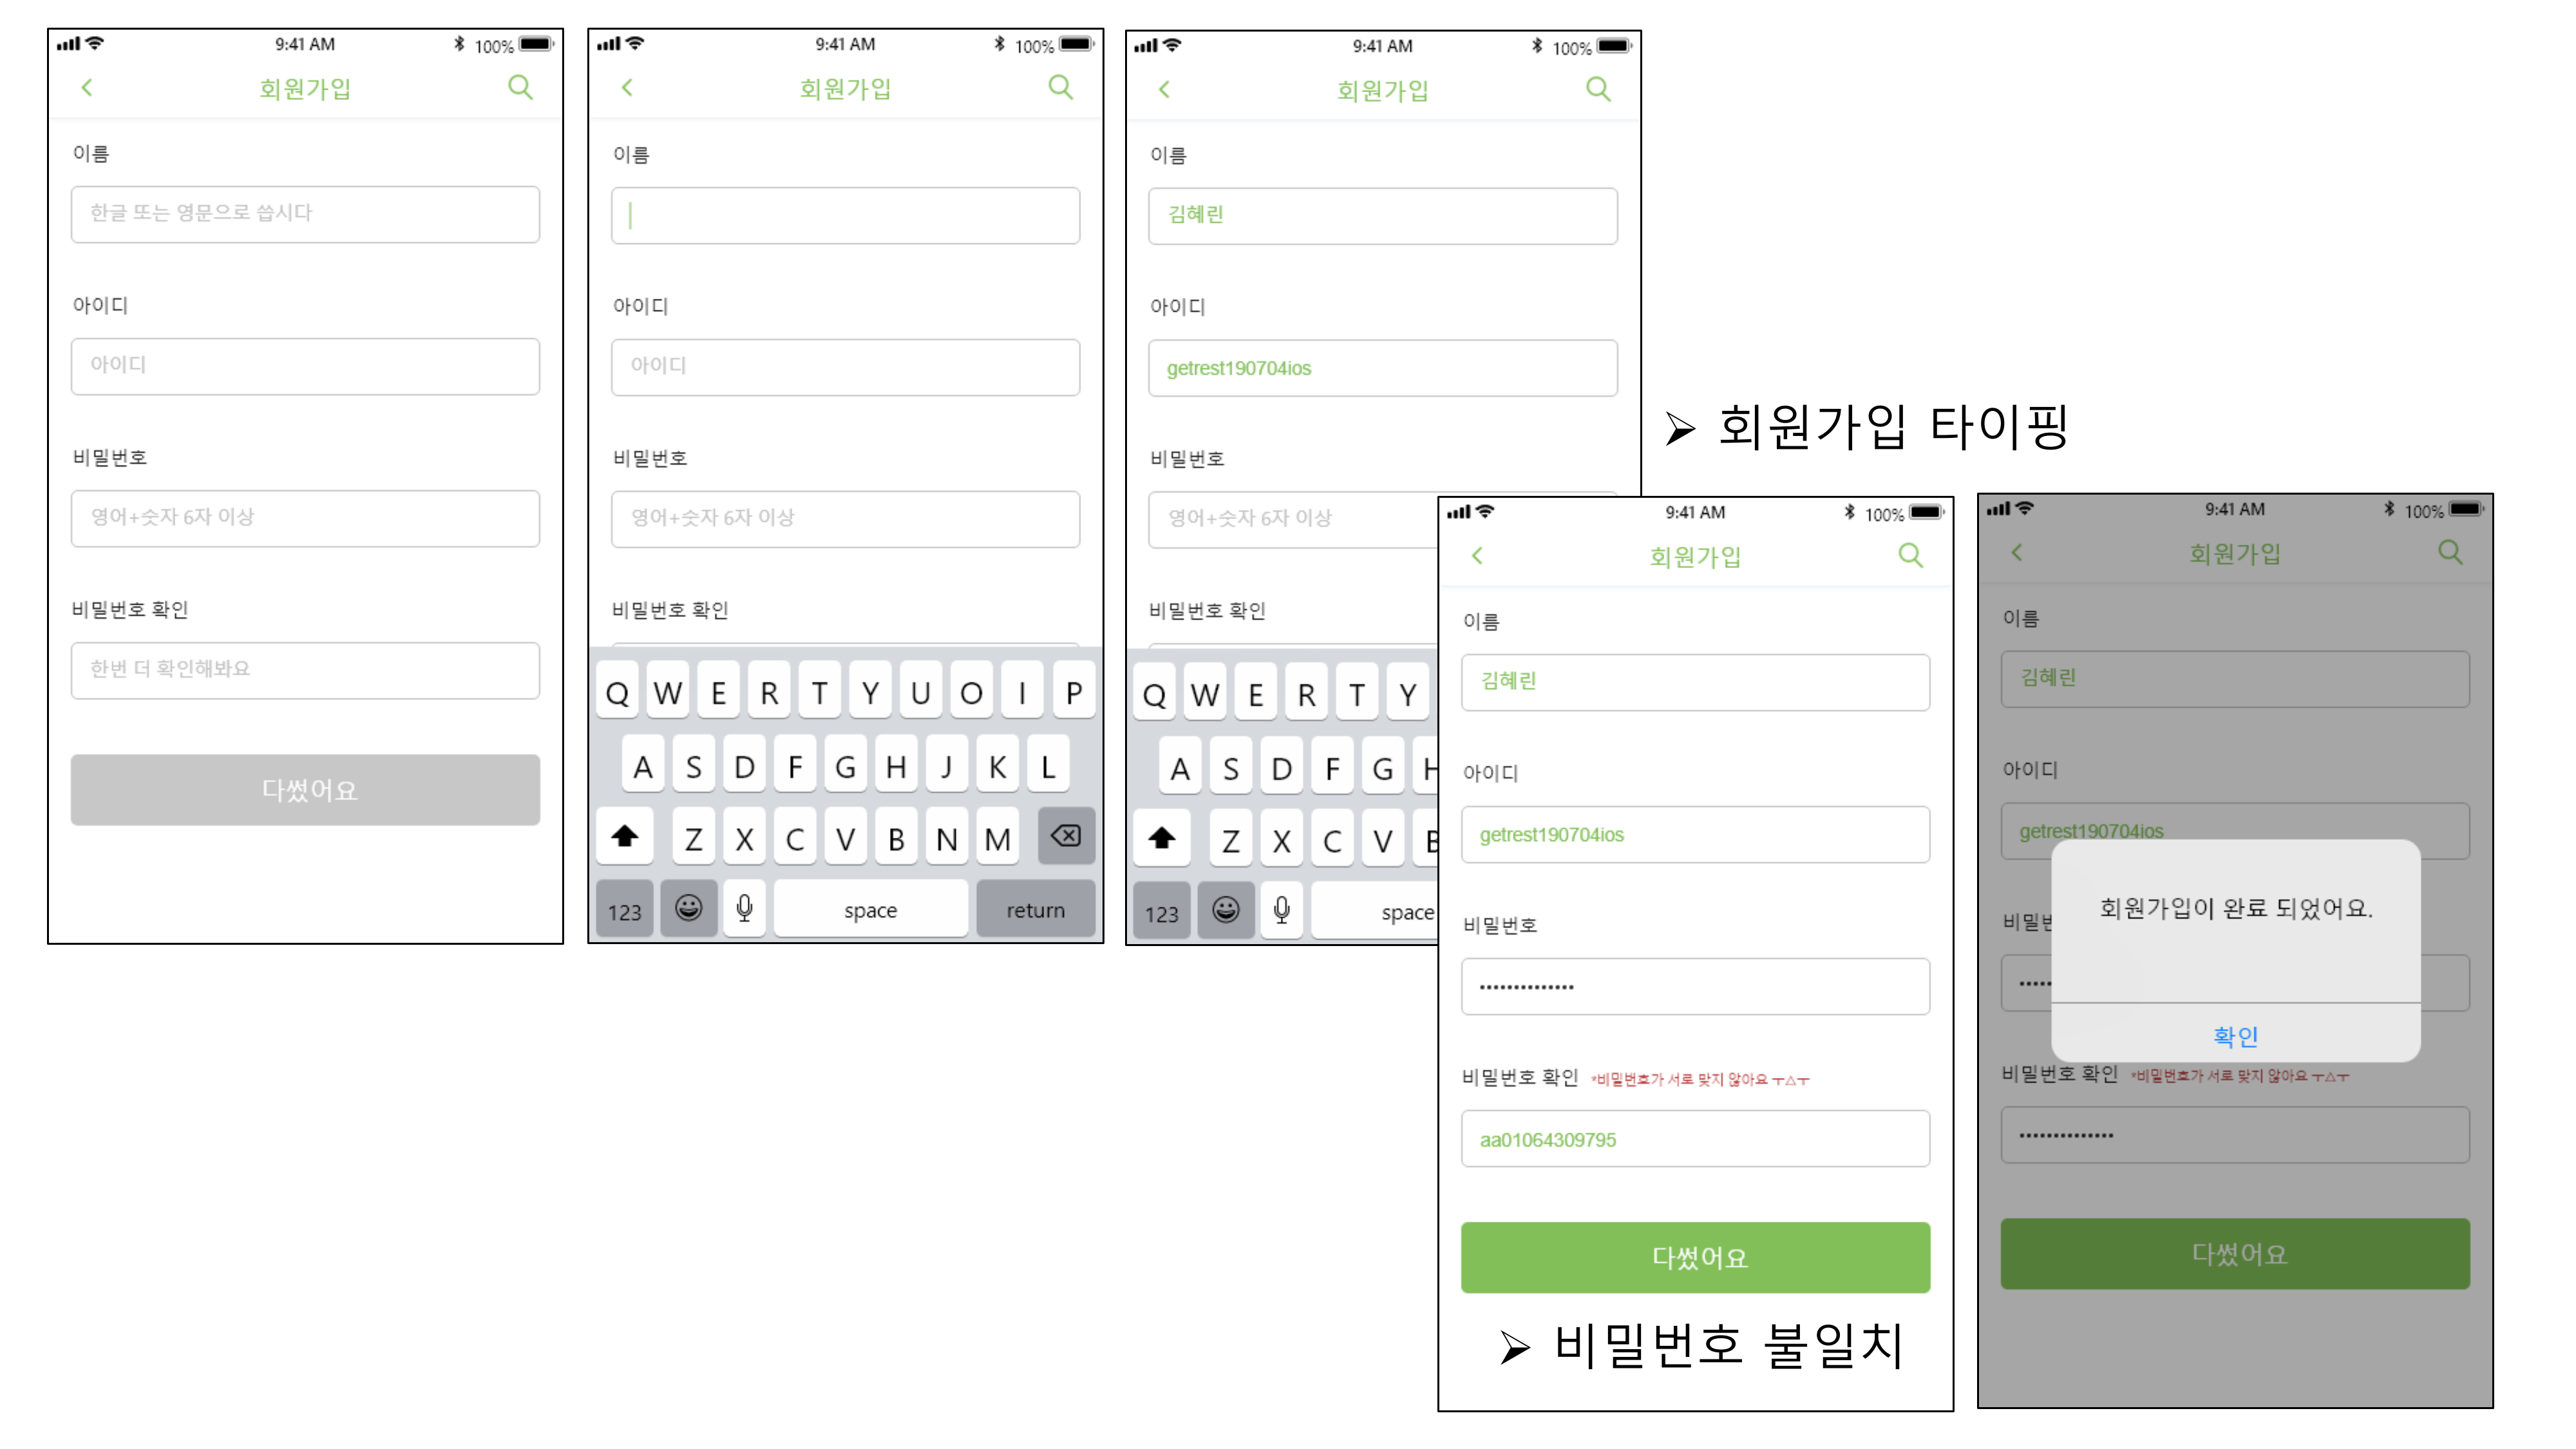 9:41 AM
100%
회원가입
이름
한글 또는 영문으로 씁시다
아이디
아이디
비밀번호
영어+숫자 6자 이상
비밀번호 확인
한번 더 확인해봐요
다썼어요
9:41 AM
100%
회원가입
이름
아이디
아이디
비밀번호
영어+숫자 6자 이상
비밀번호 확인
Q W E R T Y U O I P
A S D F G H J K L
Z X C V B N M
123 space return
9:41 AM
100%
회원가입
이름
김혜린
아이디
getrest190704ios
비밀번호
영어+숫자 6자 이상
비밀번호 확인
Q W E R T Y
A S D F G H
Z X C V B
123 space
➢ 회원가입 타이핑
9:41 AM
100%
회원가입
이름
김혜린
아이디
getrest190704ios
비밀번호
••••••••••••••
비밀번호 확인 *비밀번호가 서로 맞지 않아요 ㅜ△ㅜ
aa01064309795
다썼어요
➢ 비밀번호 불일치
9:41 AM
100%
회원가입
이름
김혜린
아이디
getrest190704ios
회원가입이 완료 되었어요.
확인
비밀번호 확인 *비밀번호가 서로 맞지 않아요 ㅜ△ㅜ
••••••••••••••
다썼어요